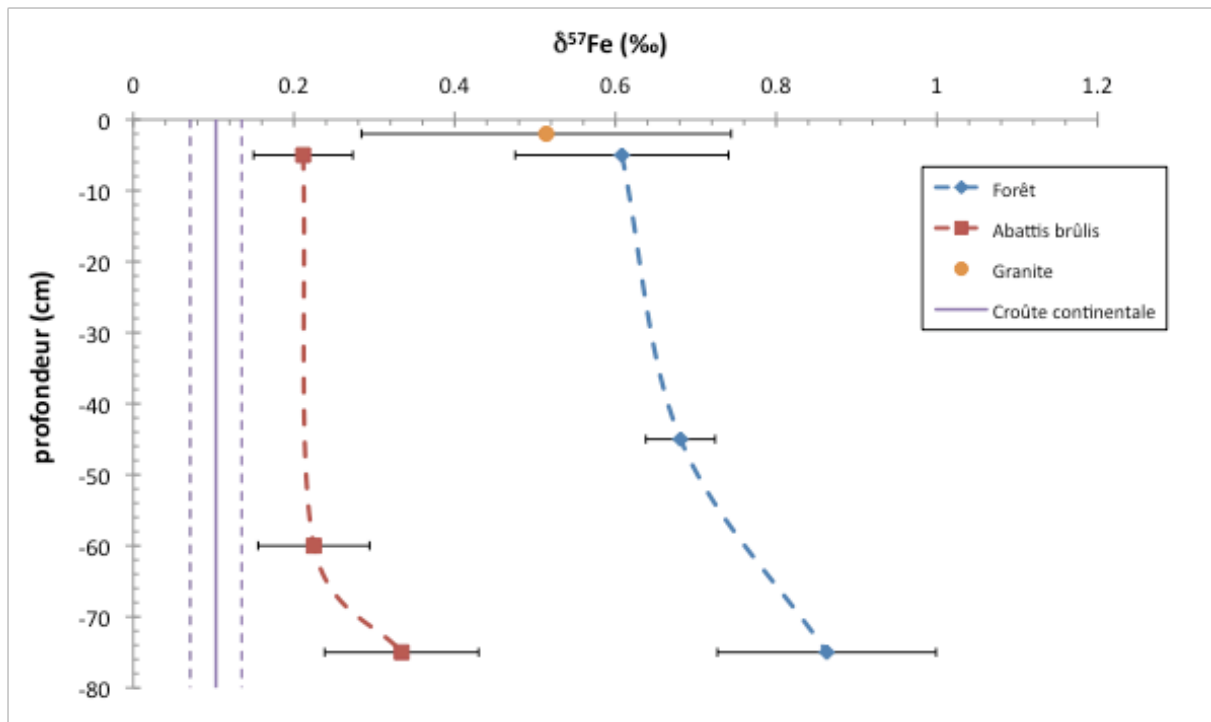 δ⁵⁷Fe (‰)
0 0.2 0.4 0.6 0.8 1 1.2
0
-10
-20
-30
-40
-50
-60
-70
-80
profondeur (cm)
Forêt
Abattis brûlis
Granite
Croûte continentale